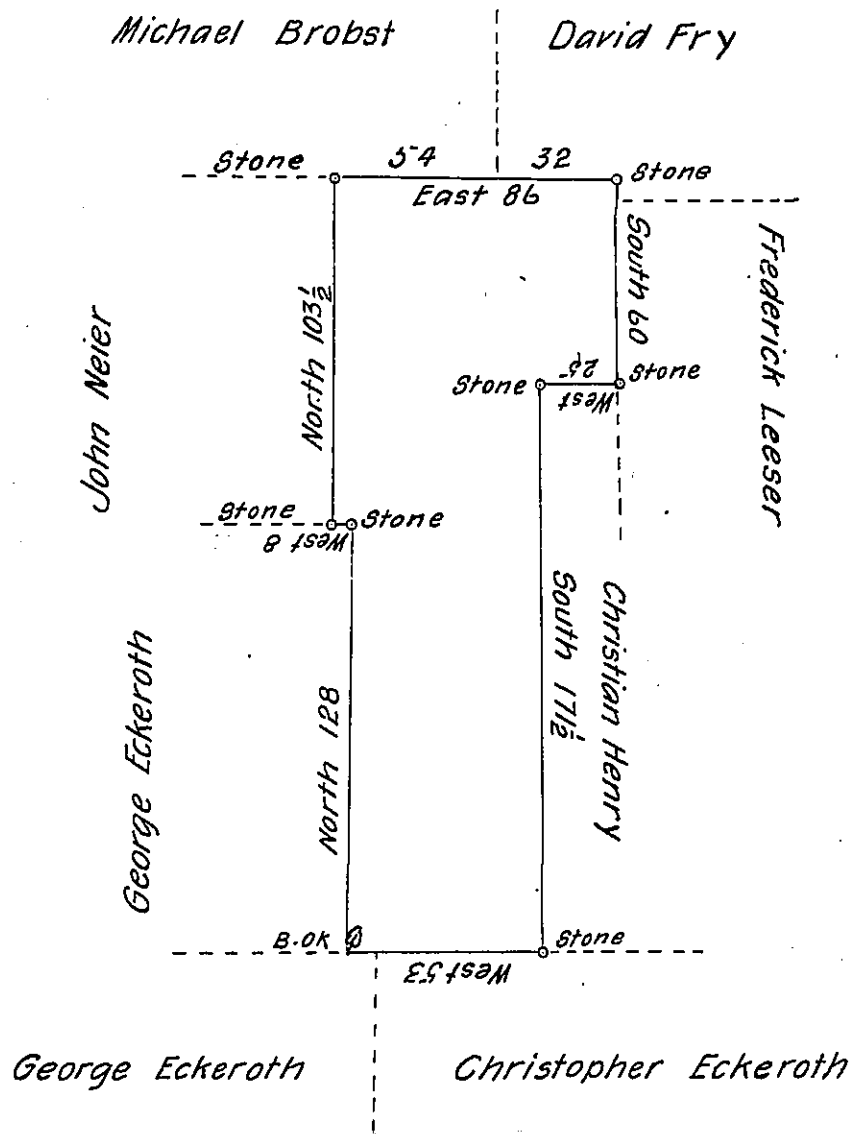 Michael Brobst
David Fry
Stone
54
32
Stone
East 86
South 60
Frederick Leeser
North 103½
John Neier
Stone
West 25
Stone
Stone
West 8
Stone
Christian Henry
South 171½
George Eckeroth
North 128
B.OK
Stone
West 53
George Eckeroth
Christopher Eckeroth